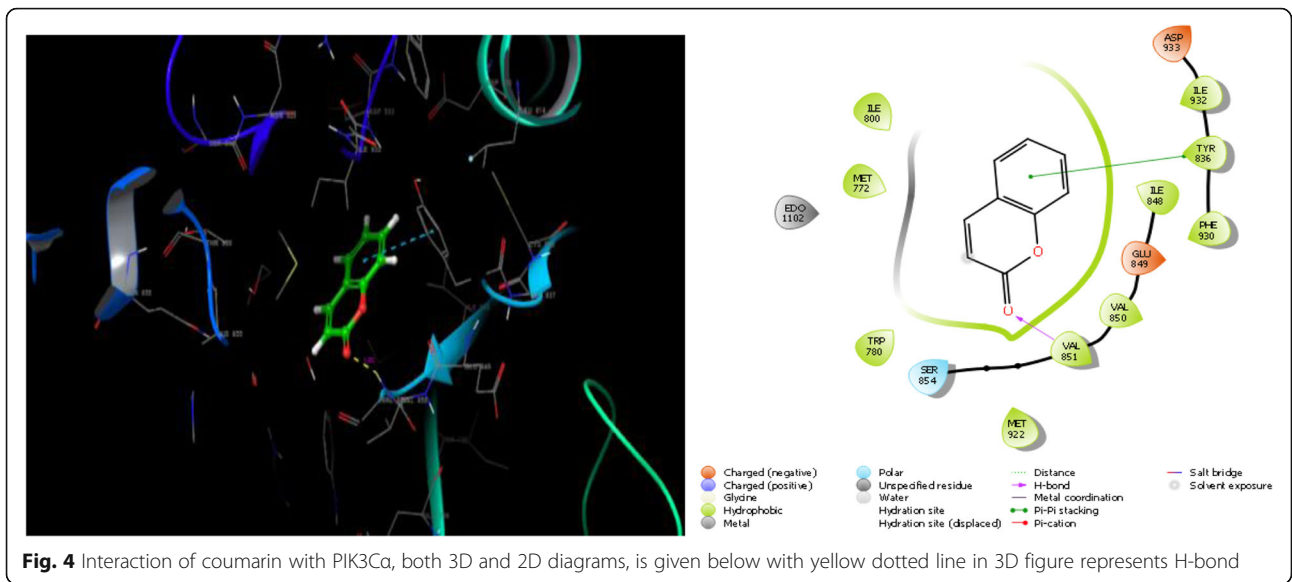 ASP
933
ILE
932
ILE
800
TYR
836
MET
772
ILE
848
EDO
1102
PHE
930
GLU
849
VAL
850
TRP
780
VAL
851
SER
854
MET
922
Charged (negative)
Charged (positive)
Glycine
Hydrophobic
Metal
Polar
Unspecified residue
Water
Hydration site
Hydration site (displaced)
Distance
H-bond
Metal coordination
Pi-Pi stacking
Pi-cation
Salt bridge
Solvent exposure
O
O
Fig. 4 Interaction of coumarin with PIK3Cα, both 3D and 2D diagrams, is given below with yellow dotted line in 3D figure represents H-bond